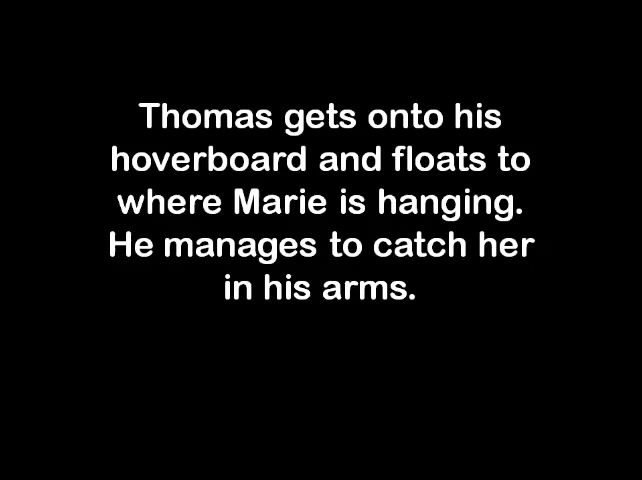 Thomas gets onto his
hoverboard and floats to
where Marie is hanging.
He manages to catch her
in his arms.